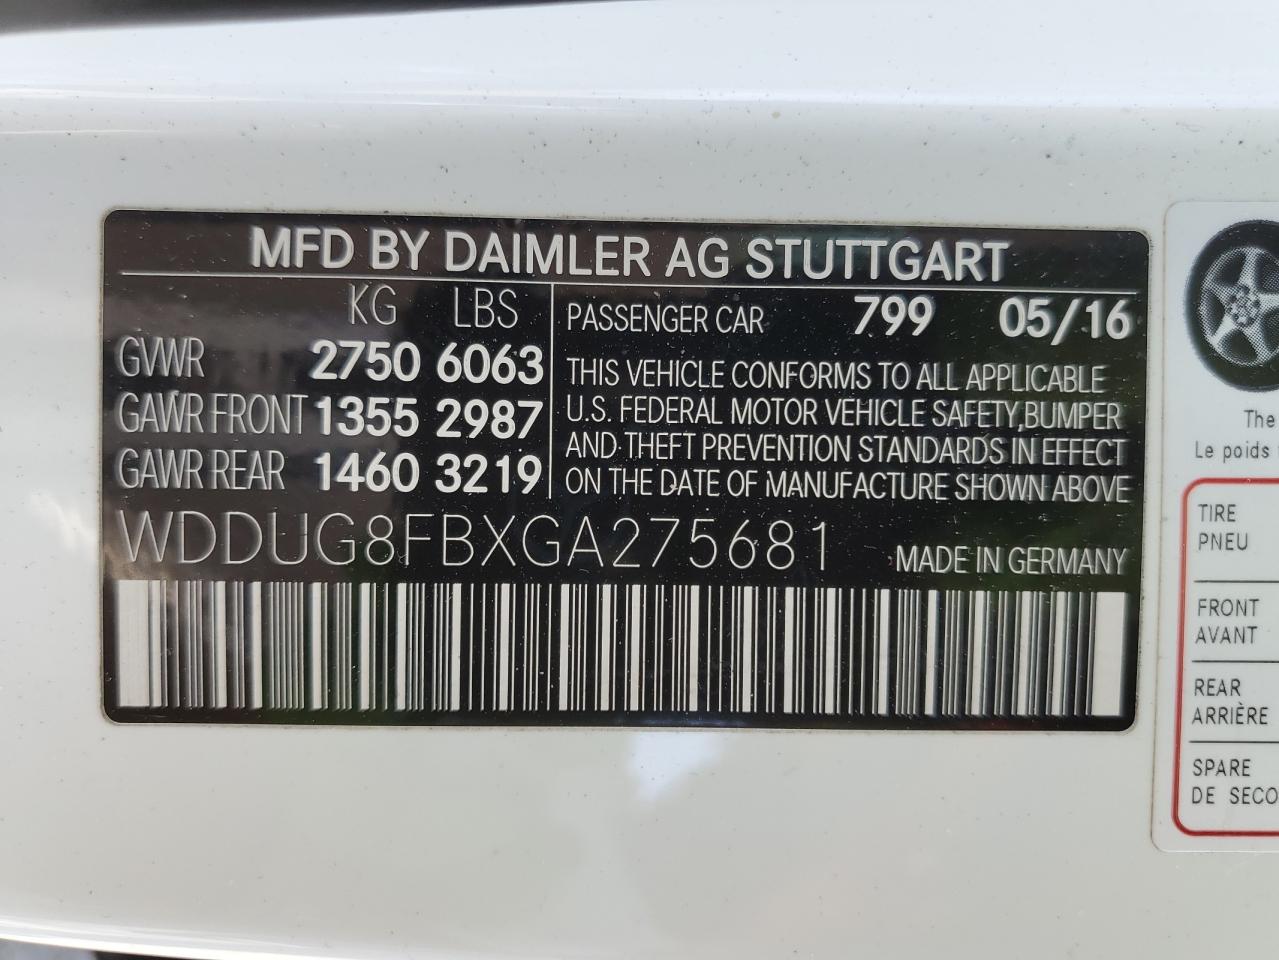 MFD BY DAIMLER AG STUTTGART
KG LBS
GVWR 2750 6063
GAWR FRONT 1355 2987
GAWR REAR 1460 3219
PASSENGER CAR 799 05/16
THIS VEHICLE CONFORMS TO ALL APPLICABLE
U.S. FEDERAL MOTOR VEHICLE SAFETY,BUMPER
AND THEFT PREVENTION STANDARDS IN EFFECT
ON THE DATE OF MANUFACTURE SHOWN ABOVE
WDDUG8FBXGA275681 MADE IN GERMANY
The
Le poids
TIRE
PNEU
FRONT
AVANT
REAR
ARRIÈRE
SPARE
DE SECO